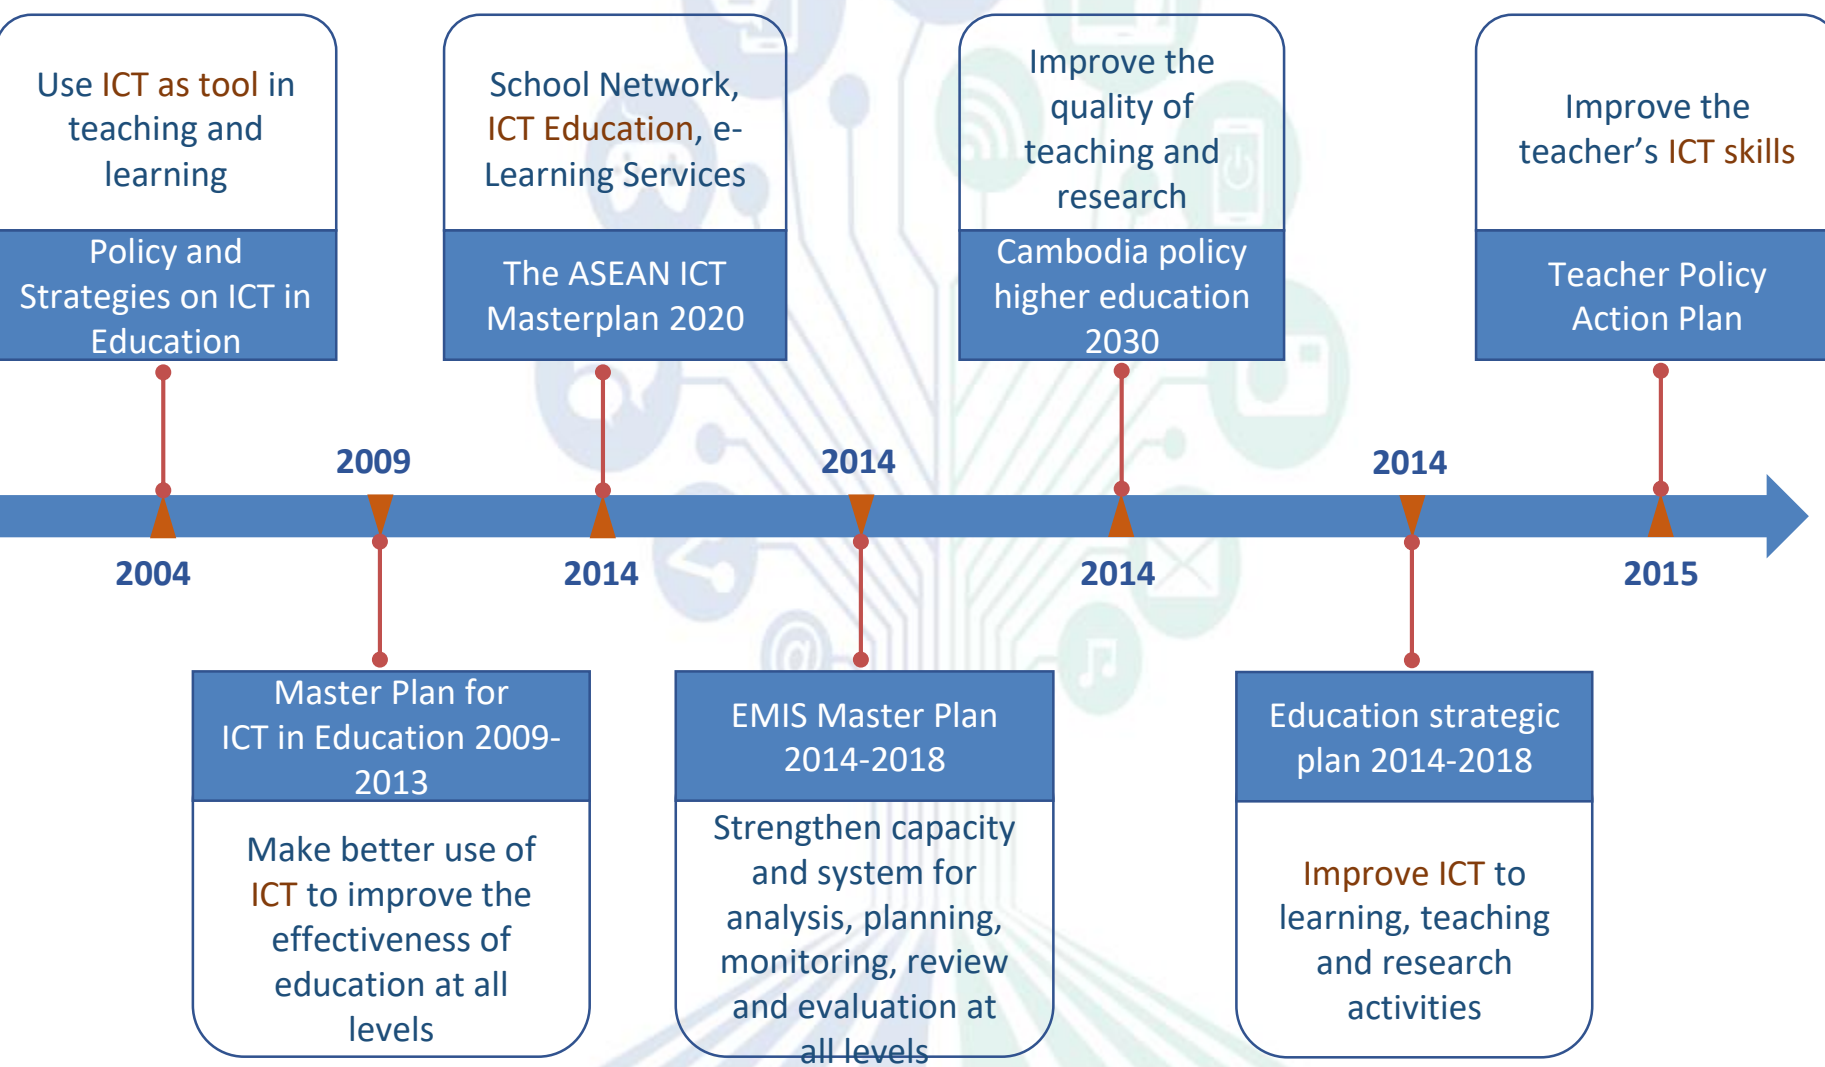 Use ICT as tool in
teaching and
learning
Policy and
Strategies on ICT in
Education
School Network,
ICT Education, e-
Learning Services
The ASEAN ICT
Masterplan 2020
Improve the
quality of
teaching and
research
Cambodia policy
higher education
2030
Improve the
teacher’s ICT skills
Teacher Policy
Action Plan
2009
2014
2014
2004
2014
2014
2015
Master Plan for
ICT in Education 2009-
2013
Make better use of
ICT to improve the
effectiveness of
education at all
levels
EMIS Master Plan
2014-2018
Strengthen capacity
and system for
analysis, planning,
monitoring, review
and evaluation at
all levels
Education strategic
plan 2014-2018
Improve ICT to
learning, teaching
and research
activities